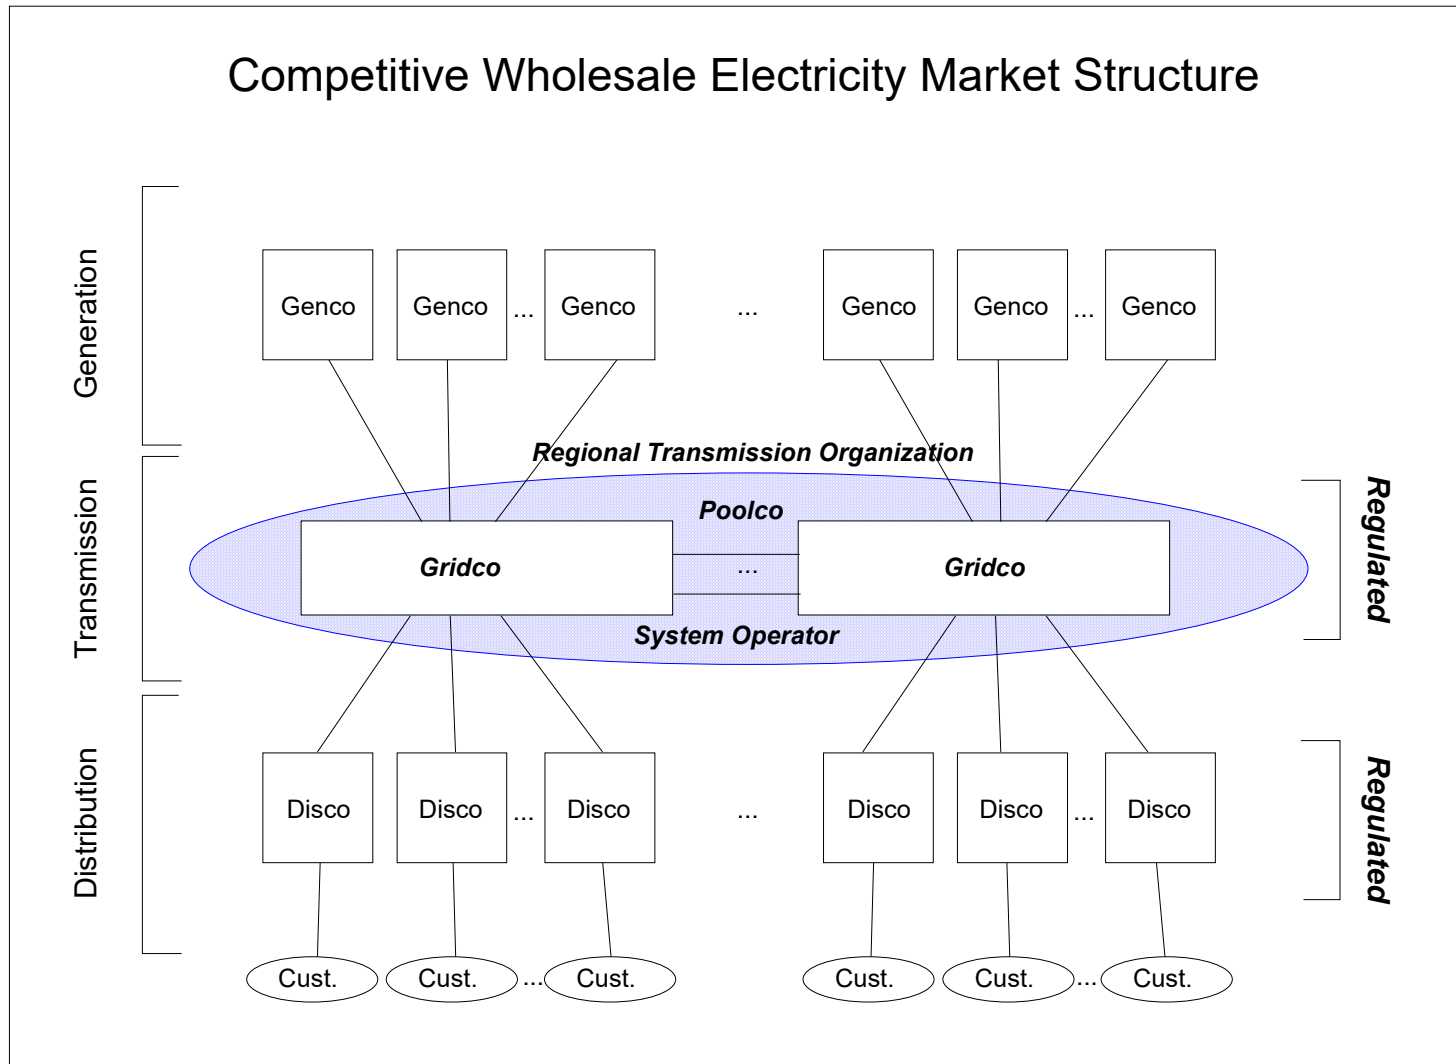 Competitive Wholesale Electricity Market Structure
Generation
Genco Genco ... Genco ... Genco Genco ... Genco
Regional Transmission Organization
Transmission
Poolco
Regulated
Gridco ... Gridco
System Operator
Distribution
Disco Disco ... Disco ... Disco Disco ... Disco
Regulated
Cust. Cust. ... Cust. Cust. Cust. ... Cust.